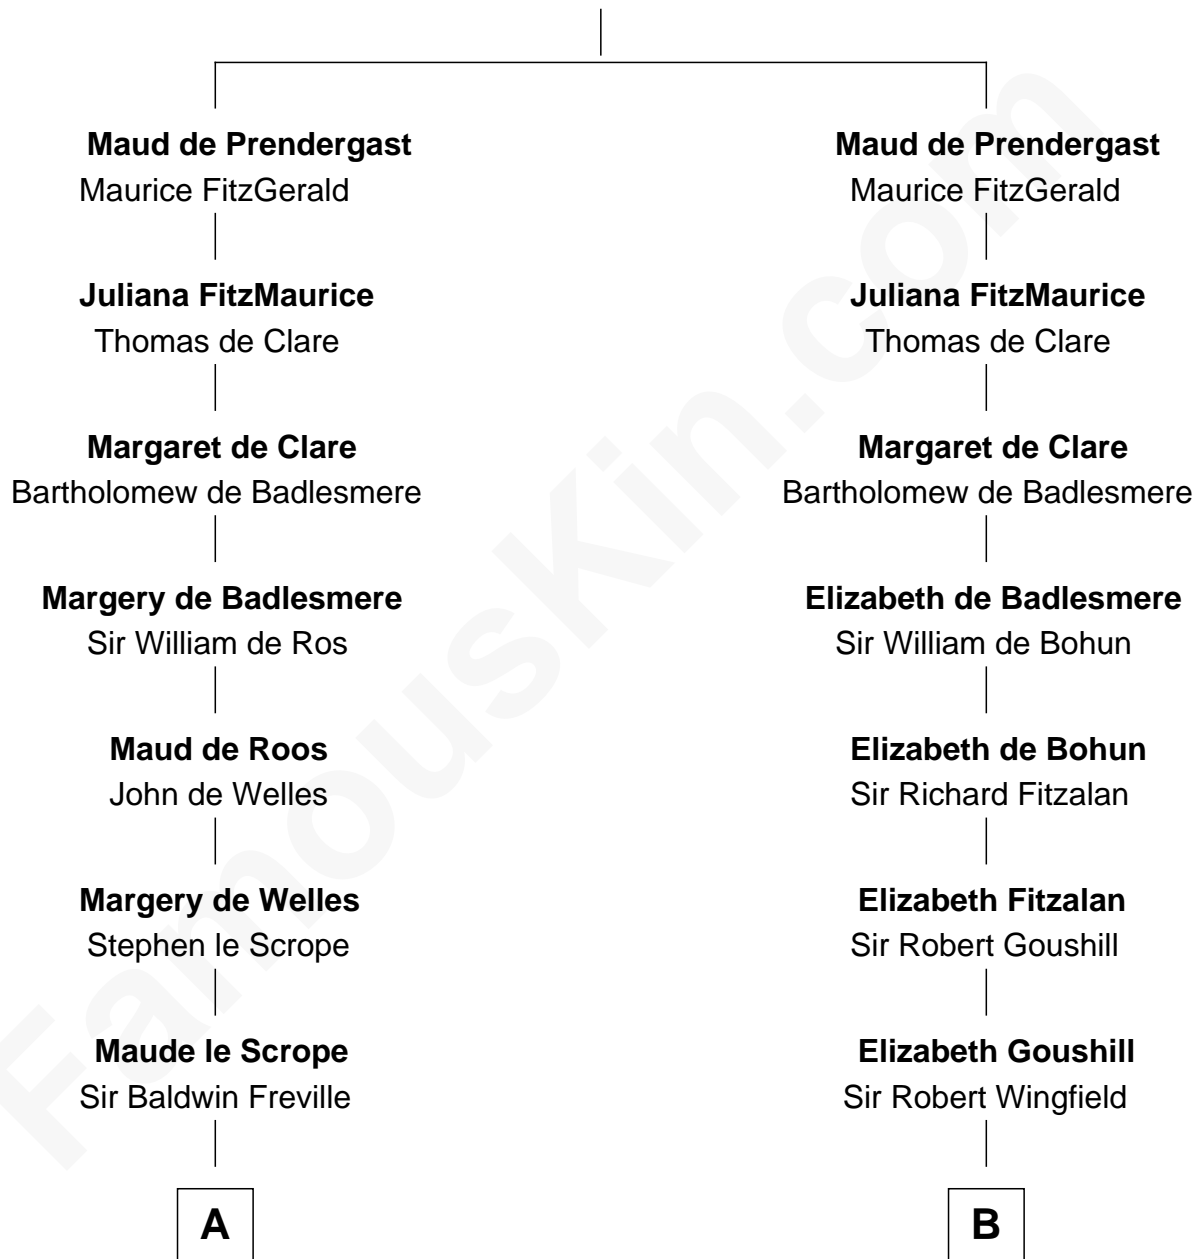 Maud de Prendergast
Maurice FitzGerald
Juliana FitzMaurice
Thomas de Clare
Margaret de Clare
Bartholomew de Badlesmere
Margery de Badlesmere
Sir William de Ros
Maud de Roos
John de Welles
Margery de Welles
Stephen le Scrope
Maude le Scrope
Sir Baldwin Freville
A
Maud de Prendergast
Maurice FitzGerald
Juliana FitzMaurice
Thomas de Clare
Margaret de Clare
Bartholomew de Badlesmere
Elizabeth de Badlesmere
Sir William de Bohun
Elizabeth de Bohun
Sir Richard Fitzalan
Elizabeth Fitzalan
Sir Robert Goushill
Elizabeth Goushill
Sir Robert Wingfield
B
FamousKin.com